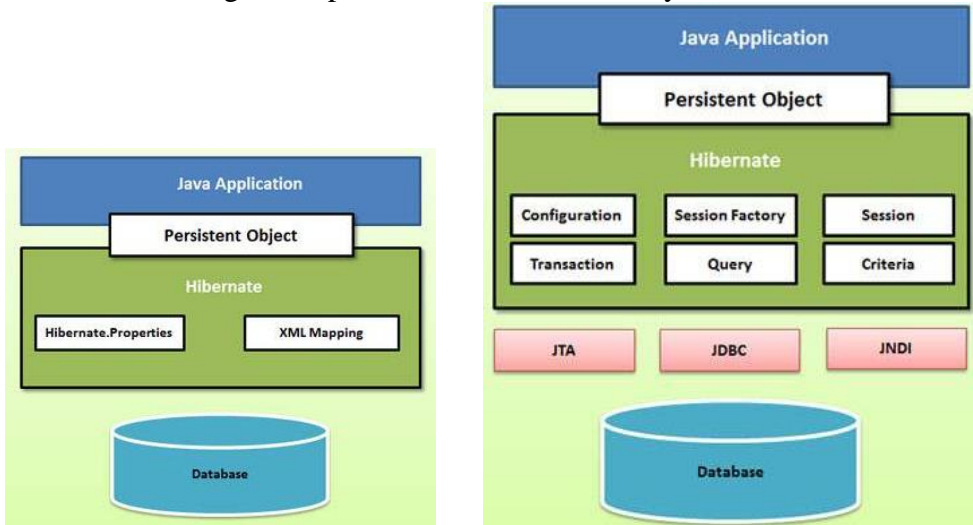 Java Application
Persistent Object
Hibernate
Hibernate.Properties
XML Mapping
Database
Java Application
Persistent Object
Hibernate
Configuration
Session Factory
Session
Transaction
Query
Criteria
JTA
JDBC
JNDI
Database